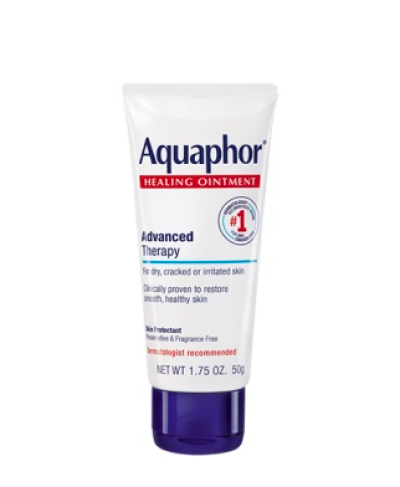 Aquaphor®
HEALING OINTMENT
#1
Advanced
Therapy
For dry, cracked or irritated skin
Clinically proven to restore
smooth, healthy skin
Skin Protectant
Preservative & Fragrance Free
Dermatologist recommended
NET WT 1.75 OZ. 50g